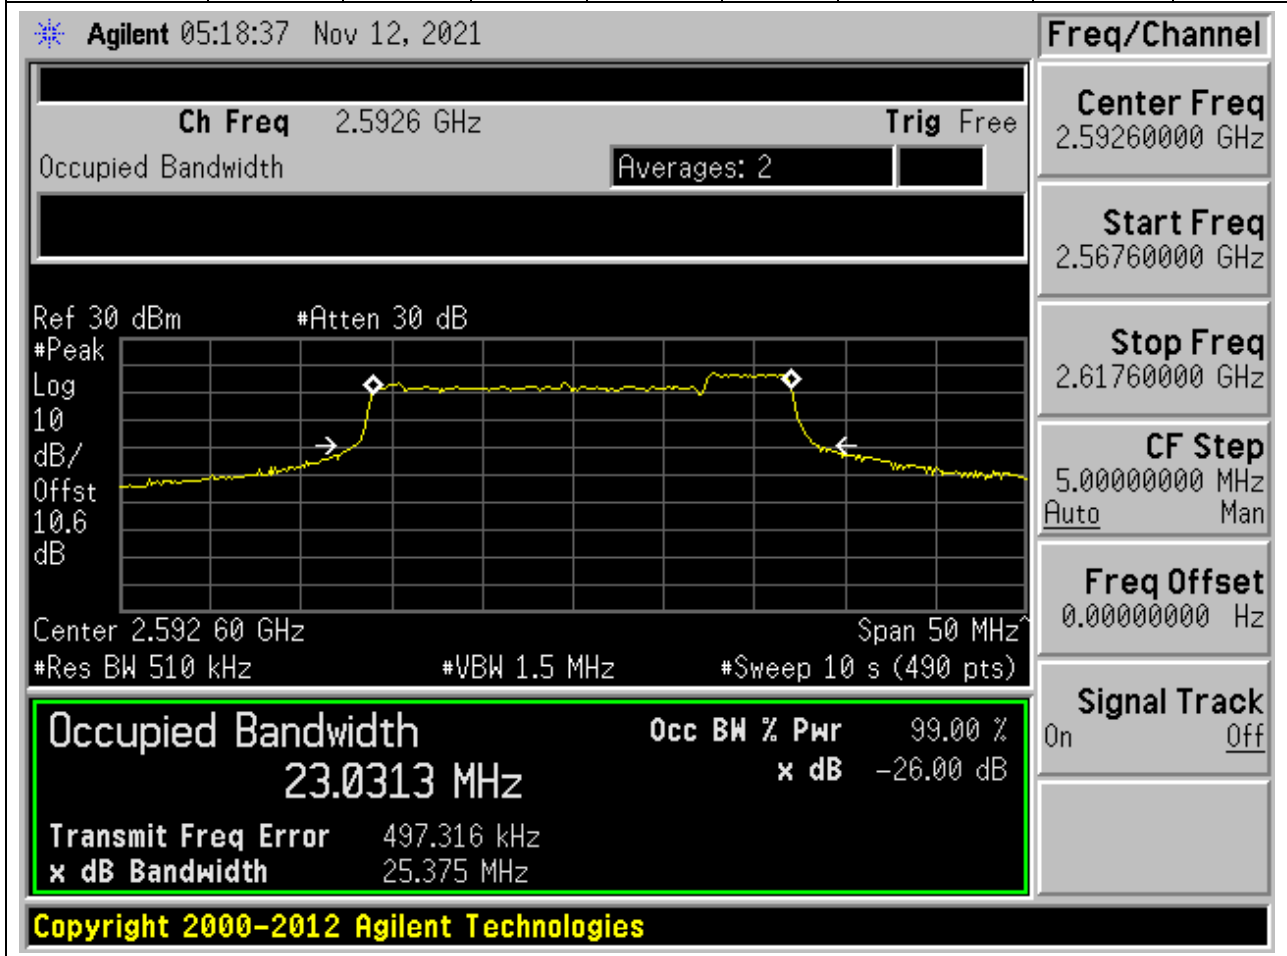 Agilent 05:18:37 Nov 12, 2021
Freq/Channel
Ch Freq 2.5926 GHz Trig Free
Occupied Bandwidth Averages: 2
Ref 30 dBm #Atten 30 dB
#Peak
Log
10
dB/
Offst
10.6
dB
Center 2.592 60 GHz Span 50 MHz^
#Res BW 510 kHz #VBW 1.5 MHz #Sweep 10 s (490 pts)
Occupied Bandwidth Occ BW % Pwr 99.00 %
23.0313 MHz x dB -26.00 dB
Transmit Freq Error 497.316 kHz
x dB Bandwidth 25.375 MHz
Center Freq
2.59260000 GHz
Start Freq
2.56760000 GHz
Stop Freq
2.61760000 GHz
CF Step
5.00000000 MHz
Auto Man
Freq Offset
0.00000000 Hz
Signal Track
On Off
Copyright 2000-2012 Agilent Technologies